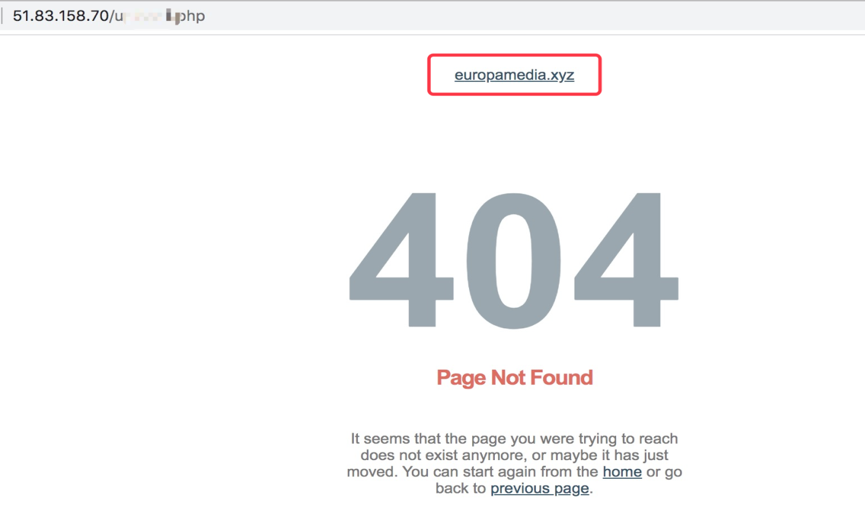 51.83.158.70/u php
europamedia.xyz
404
Page Not Found
It seems that the page you were trying to reach
does not exist anymore, or maybe it has just
moved. You can start again from the home or go
back to previous page.